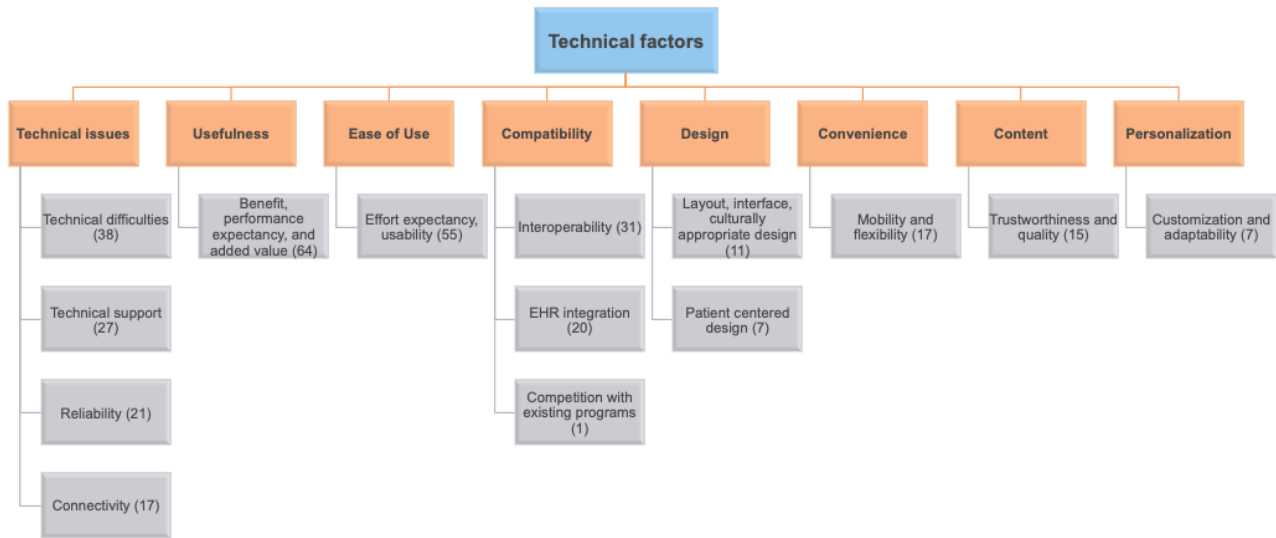 Technical factors
Technical issues
Usefulness
Ease of Use
Compatibility
Design
Convenience
Content
Personalization
Technical difficulties
(38)
Technical support
(27)
Reliability (21)
Connectivity (17)
Benefit,
performance
expectancy, and
added value (64)
Effort expectancy,
usability (55)
Interoperability (31)
EHR integration
(20)
Competition with
existing programs
(1)
Layout, interface,
culturally
appropriate design
(11)
Patient centered
design (7)
Mobility and
flexibility (17)
Trustworthiness and
quality (15)
Customization and
adaptability (7)